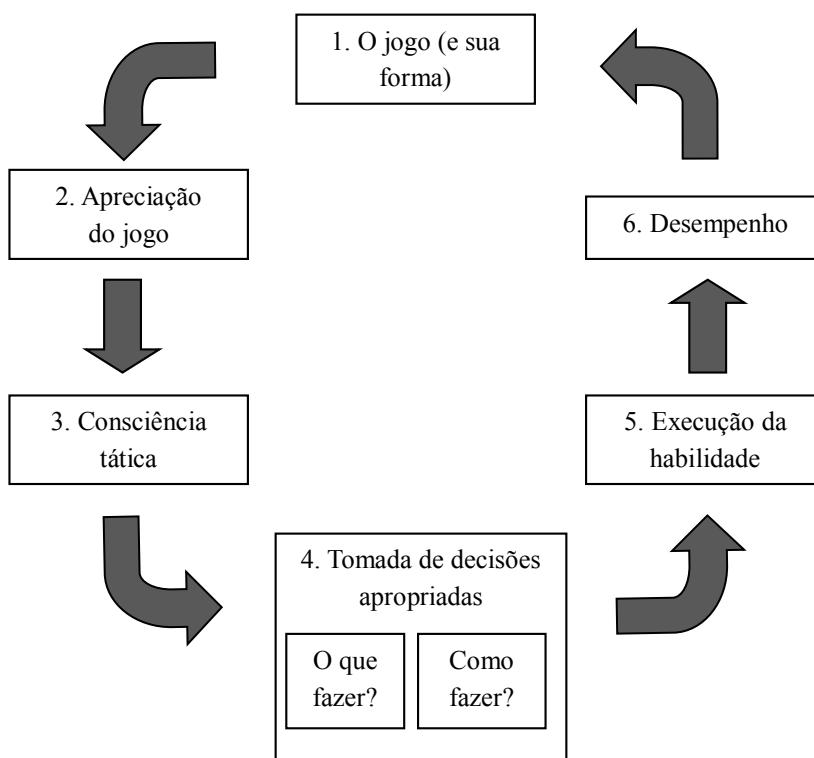 1. O jogo (e sua
forma)
2. Apreciação
do jogo
3. Consciência
tática
4. Tomada de decisões
apropriadas
O que
fazer?
Como
fazer?
5. Execução da
habilidade
6. Desempenho